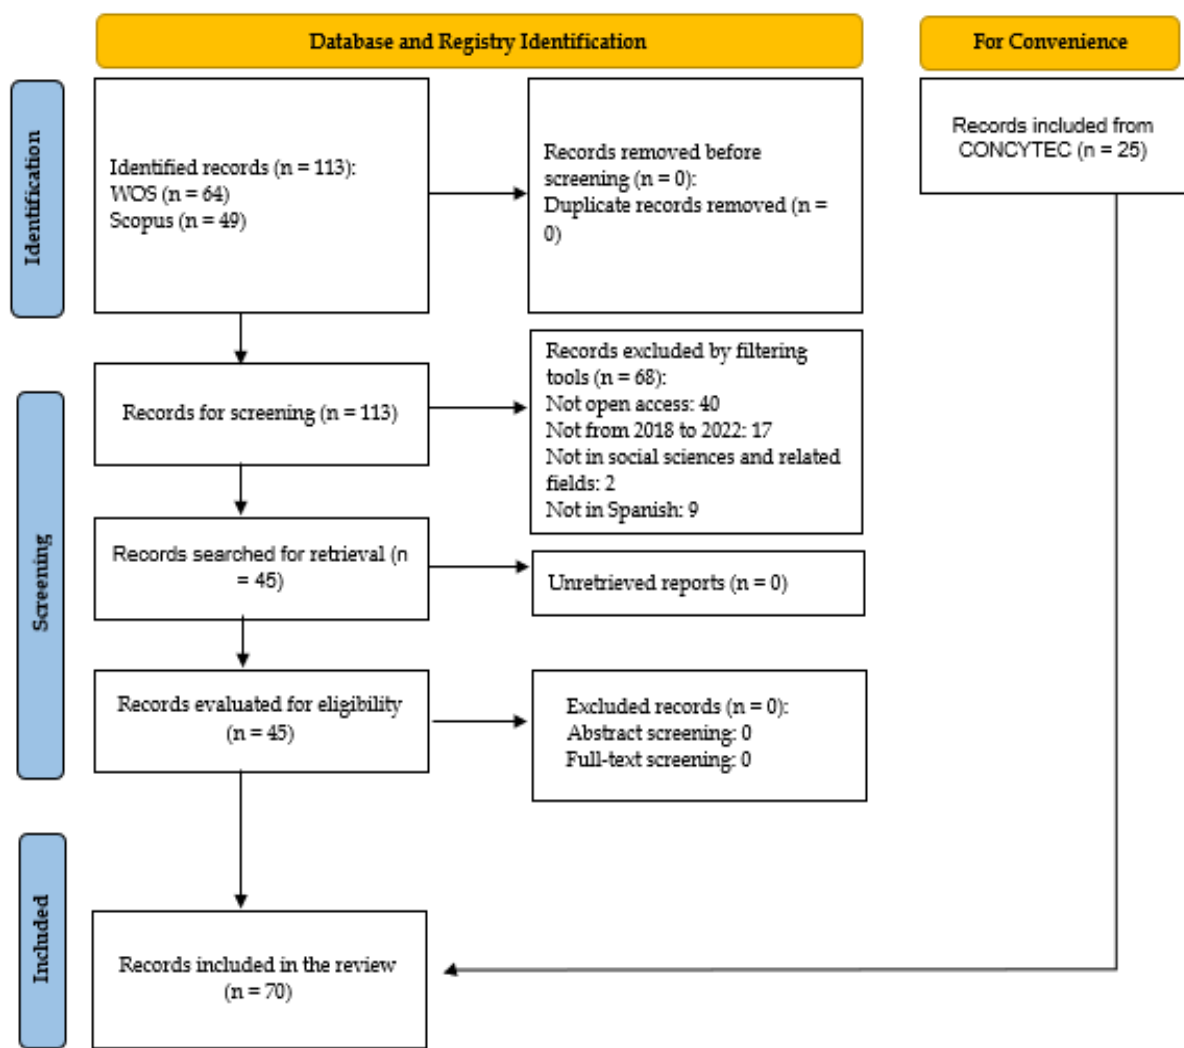 Database and Registry Identification
For Convenience
Identification
Identified records (n = 113):
WOS (n = 64)
Scopus (n = 49)
Records removed before
screening (n = 0):
Duplicate records removed (n =
0)
Records included from
CONCYTEC (n = 25)
Screening
Records for screening (n = 113)
Records excluded by filtering
tools (n = 68):
Not open access: 40
Not from 2018 to 2022: 17
Not in social sciences and related
fields: 2
Not in Spanish: 9
Records searched for retrieval (n
= 45)
Unretrieved reports (n = 0)
Records evaluated for eligibility
(n = 45)
Excluded records (n = 0):
Abstract screening: 0
Full-text screening: 0
Included
Records included in the review
(n = 70)